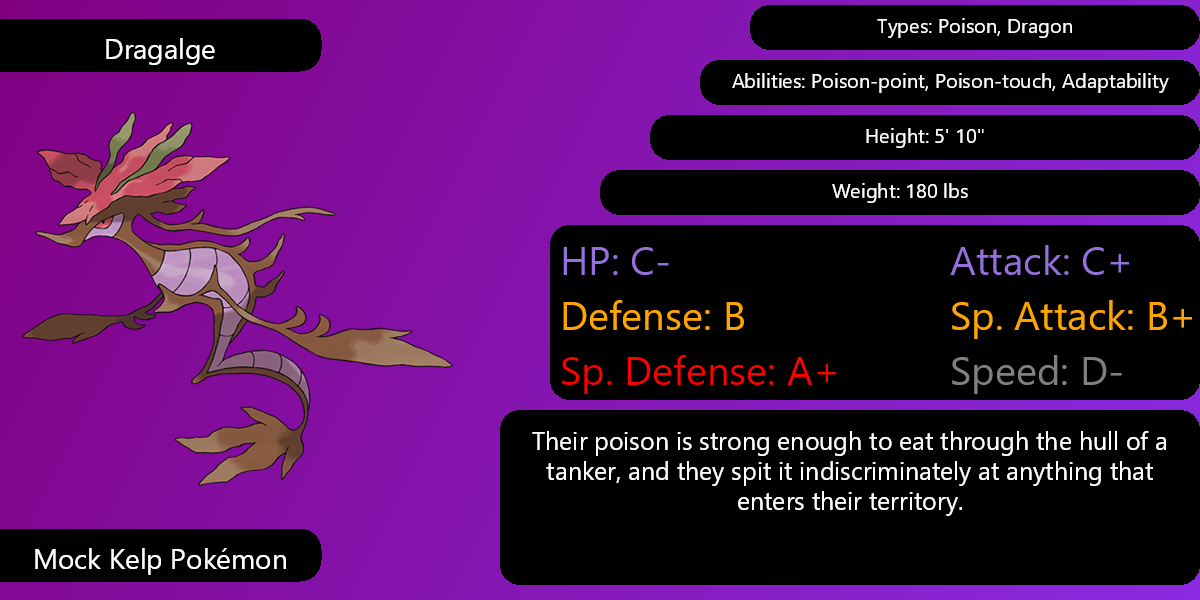 Dragalge
Types: Poison, Dragon
Abilities: Poison-point, Poison-touch, Adaptability
Height: 5' 10"
Weight: 180 lbs
HP: C-
Attack: C+
Defense: B
Sp. Attack: B+
Sp. Defense: A+
Speed: D-
Their poison is strong enough to eat through the hull of a
tanker, and they spit it indiscriminately at anything that
enters their territory.
Mock Kelp Pokémon